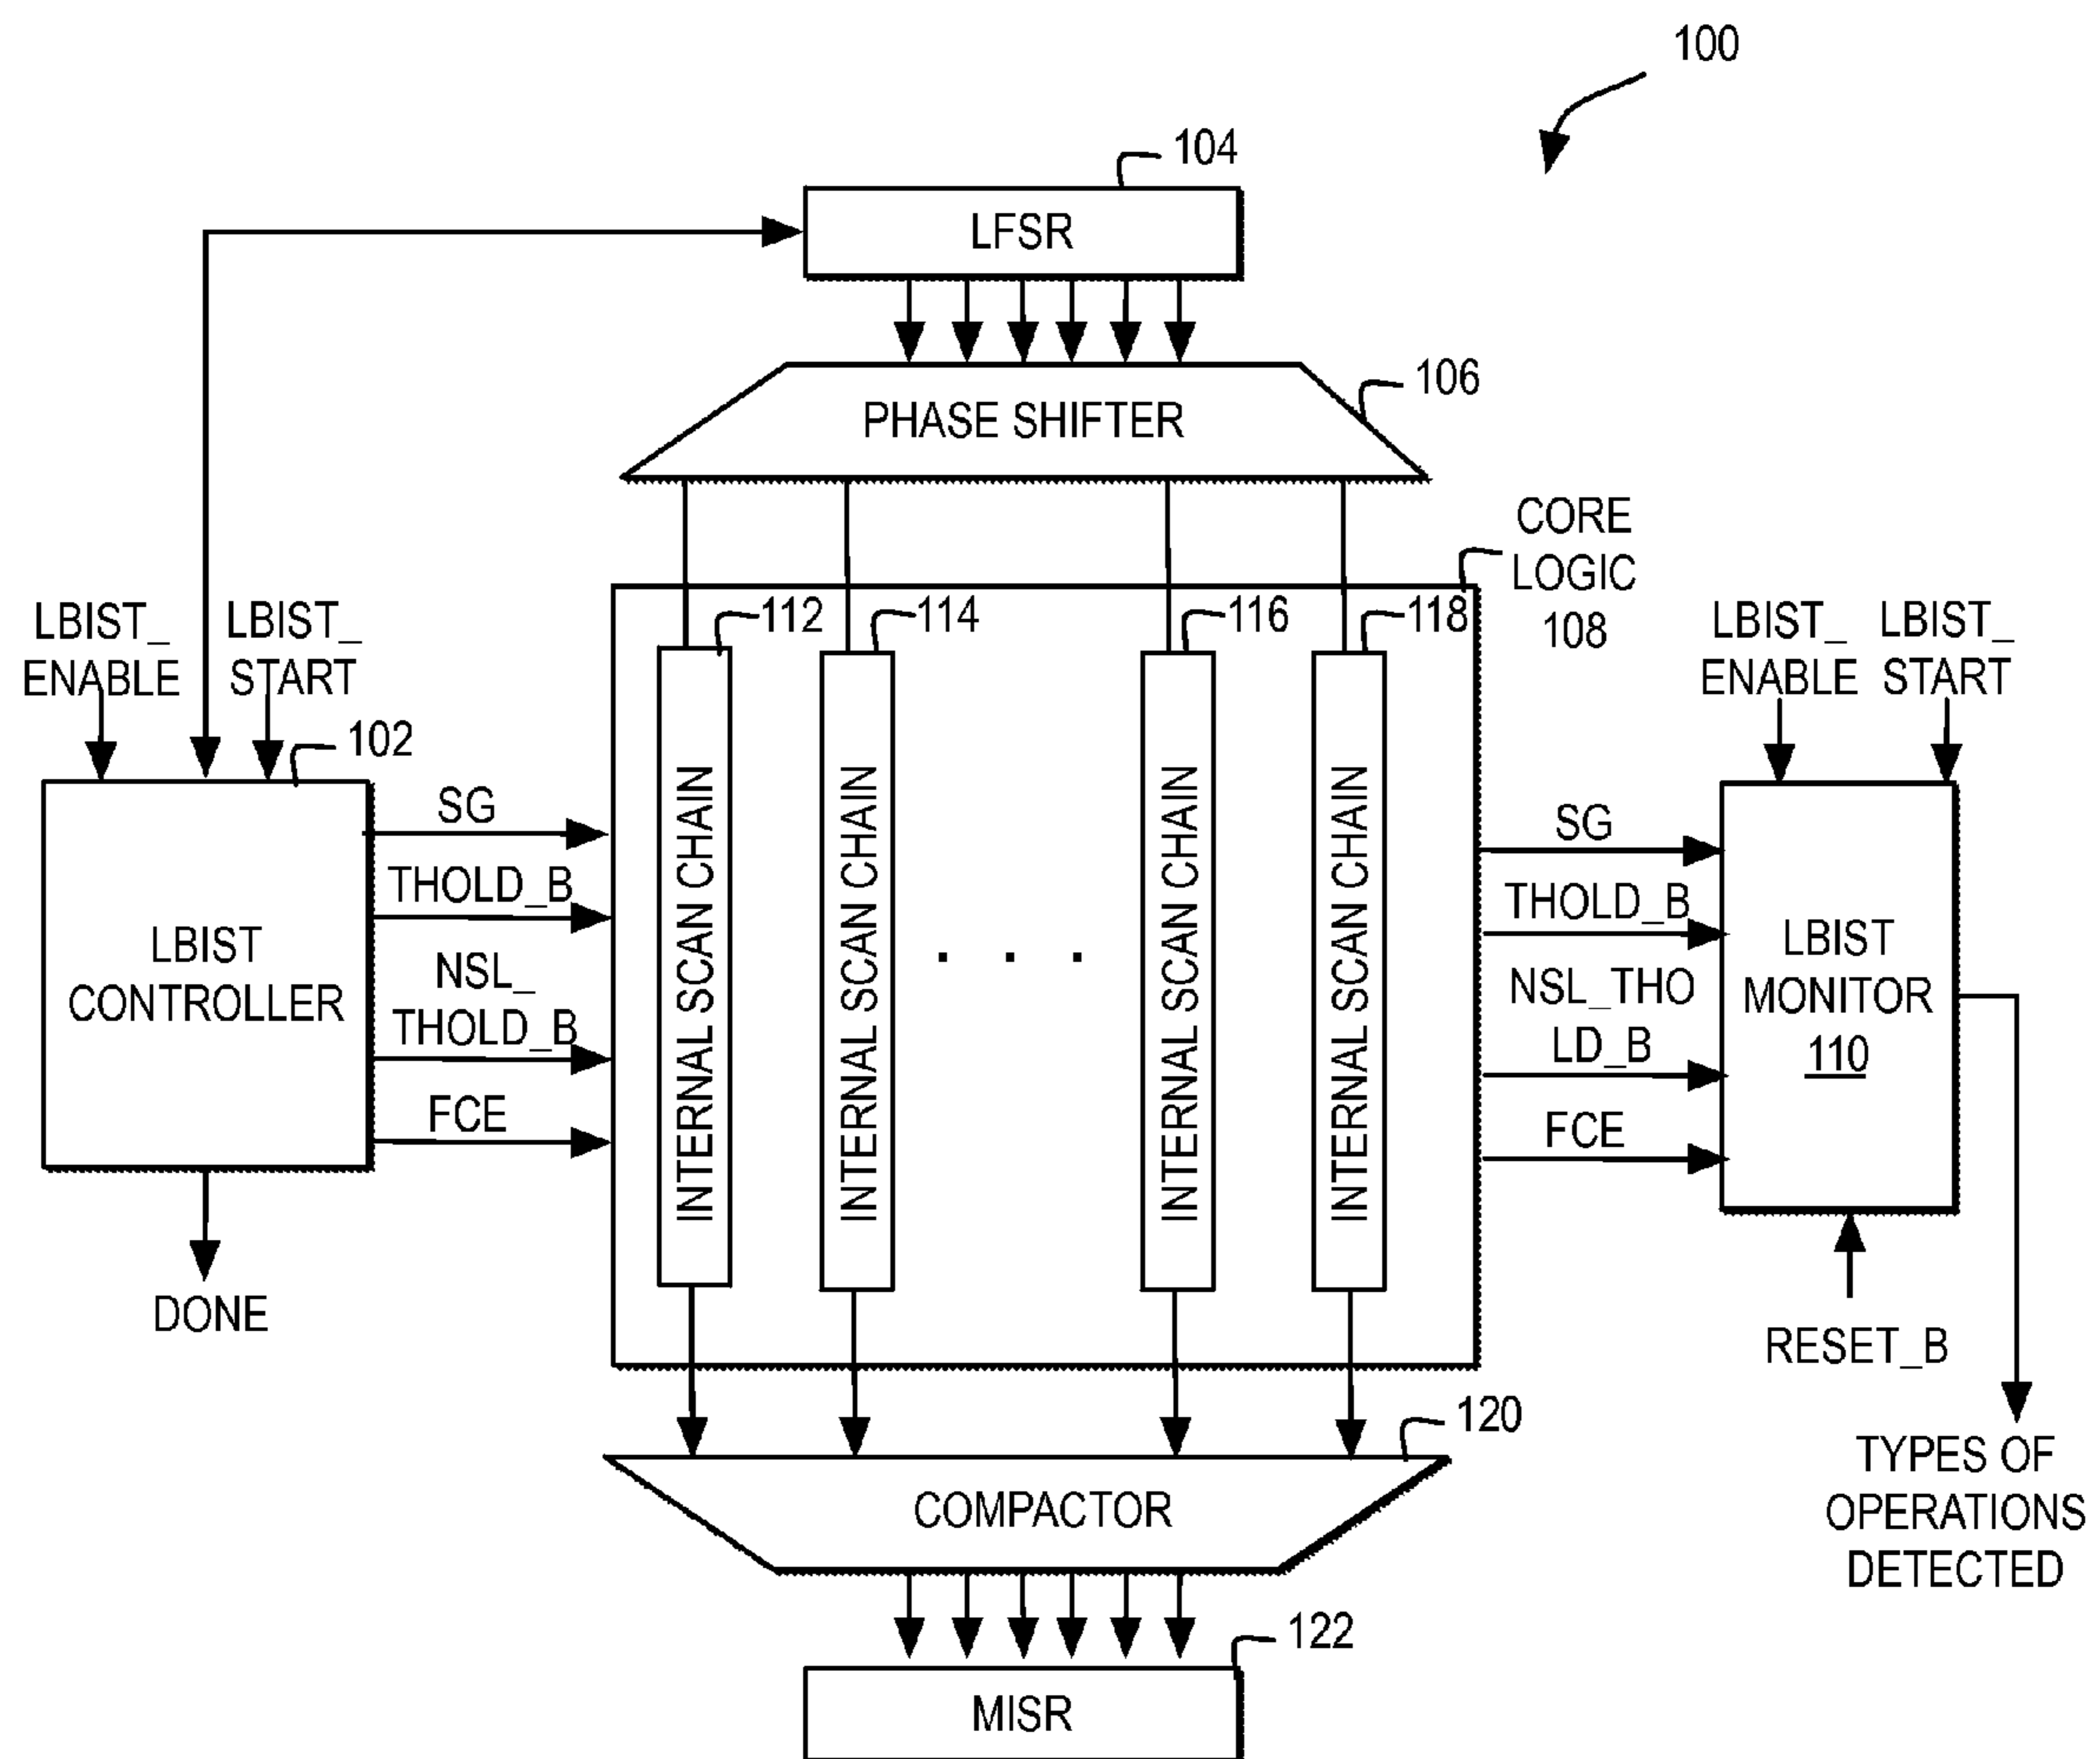 100
104
LFSR
106
PHASE SHIFTER
CORE
LOGIC
108
LBIST_
ENABLE
LBIST_
START
112
114
116
118
LBIST_
ENABLE
LBIST_
START
102
LBIST
CONTROLLER
SG
THOLD_B
NSL_
THOLD_B
FCE
INTERNAL SCAN CHAIN
INTERNAL SCAN CHAIN
. . .
INTERNAL SCAN CHAIN
INTERNAL SCAN CHAIN
SG
THOLD_B
NSL_THO
LD_B
FCE
LBIST
MONITOR
110
DONE
RESET_B
120
COMPACTOR
TYPES OF
OPERATIONS
DETECTED
122
MISR